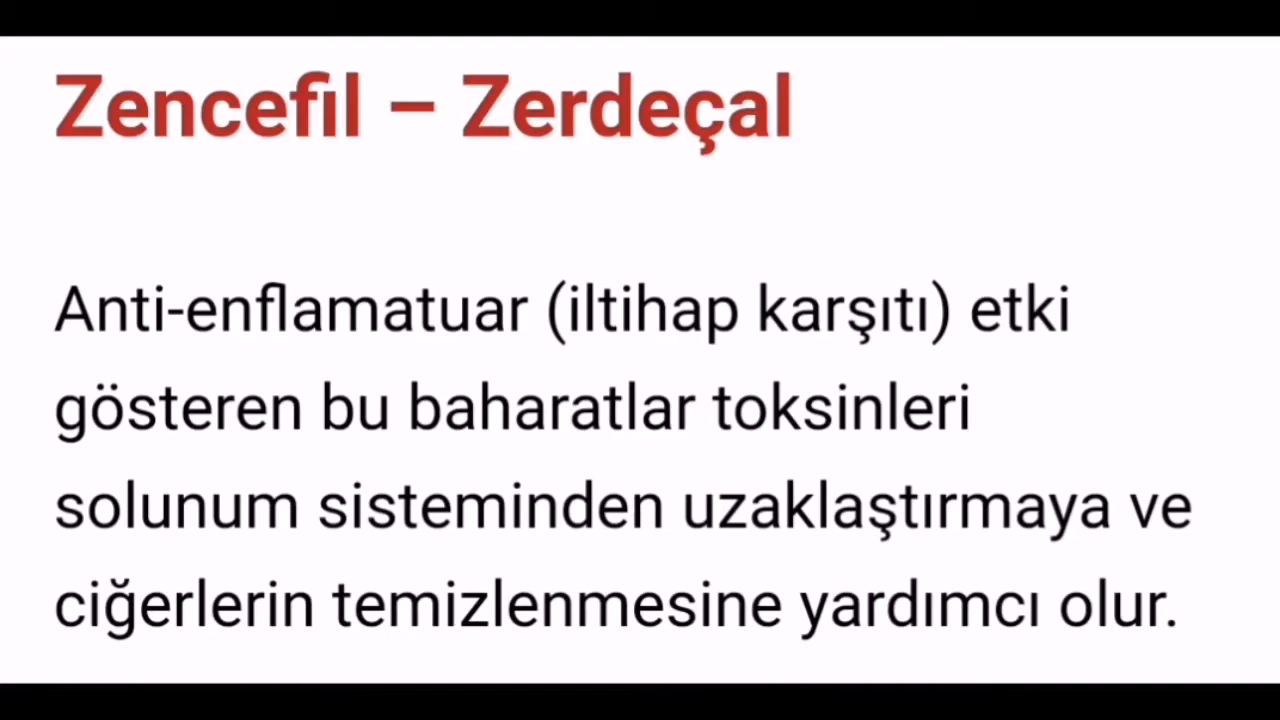 Zencefil – Zerdeçal
Anti-enflamatuar (iltihap karşıtı) etki
gösteren bu baharatlar toksinleri
solunum sisteminden uzaklaştırmaya ve
ciğerlerin temizlenmesine yardımcı olur.